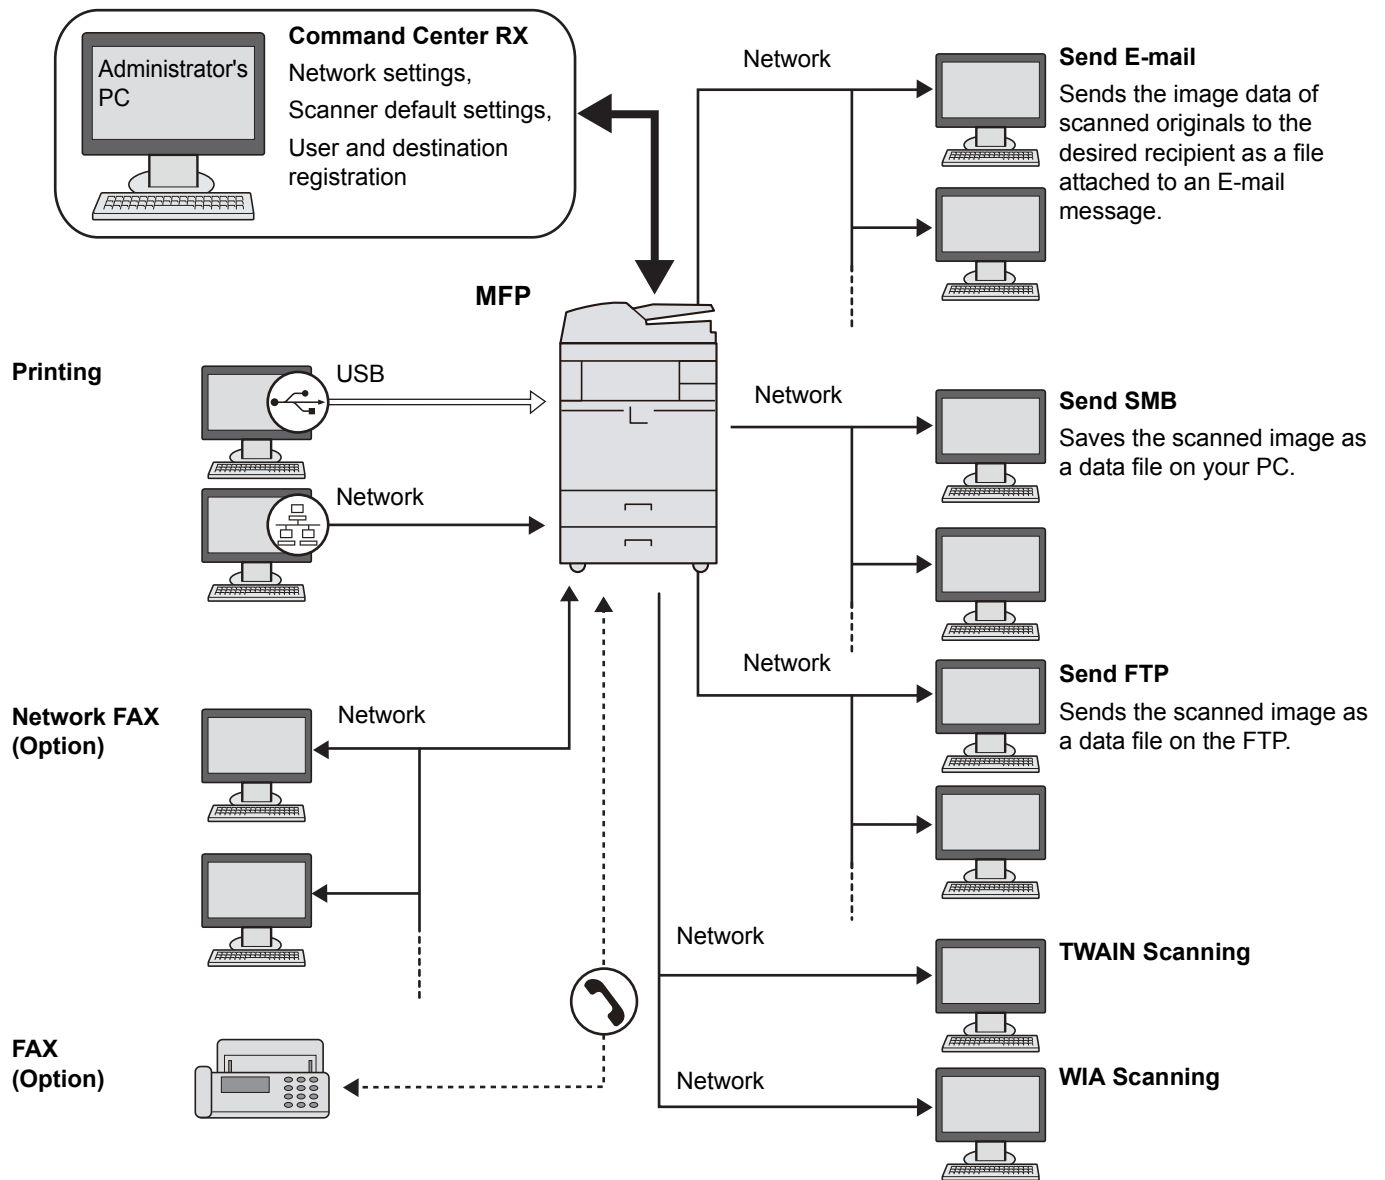 Command Center RX
Administrator's
PC
Network settings,
Scanner default settings,
User and destination
registration
Network
Send E-mail
Sends the image data of
scanned originals to the
desired recipient as a file
attached to an E-mail
message.
MFP
Printing
USB
Network
Network
Send SMB
Saves the scanned image as
a data file on your PC.
Network
Send FTP
Sends the scanned image as
a data file on the FTP.
Network FAX
(Option)
Network
Network
TWAIN Scanning
FAX
(Option)
Network
WIA Scanning